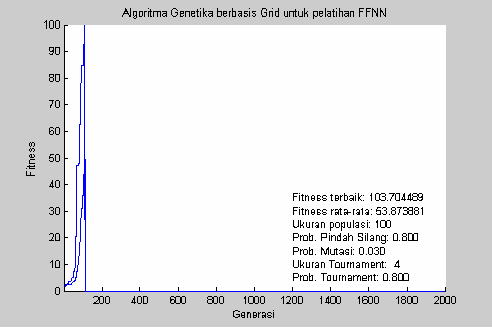 Algoritma Genetika berbasis Grid untuk pelatihan FFNN
100
90
80
70
60
50
40
30
20
10
0
Fitness
Fitness terbaik: 103.704489
Fitness rata-rata: 53.873881
Ukuran populasi: 100
Prob. Pindah Silang: 0.800
Prob. Mutasi: 0.030
Ukuran Tournament: 4
Prob. Tournament: 0.800
200 400 600 800 1000 1200 1400 1600 1800 2000
Generasi